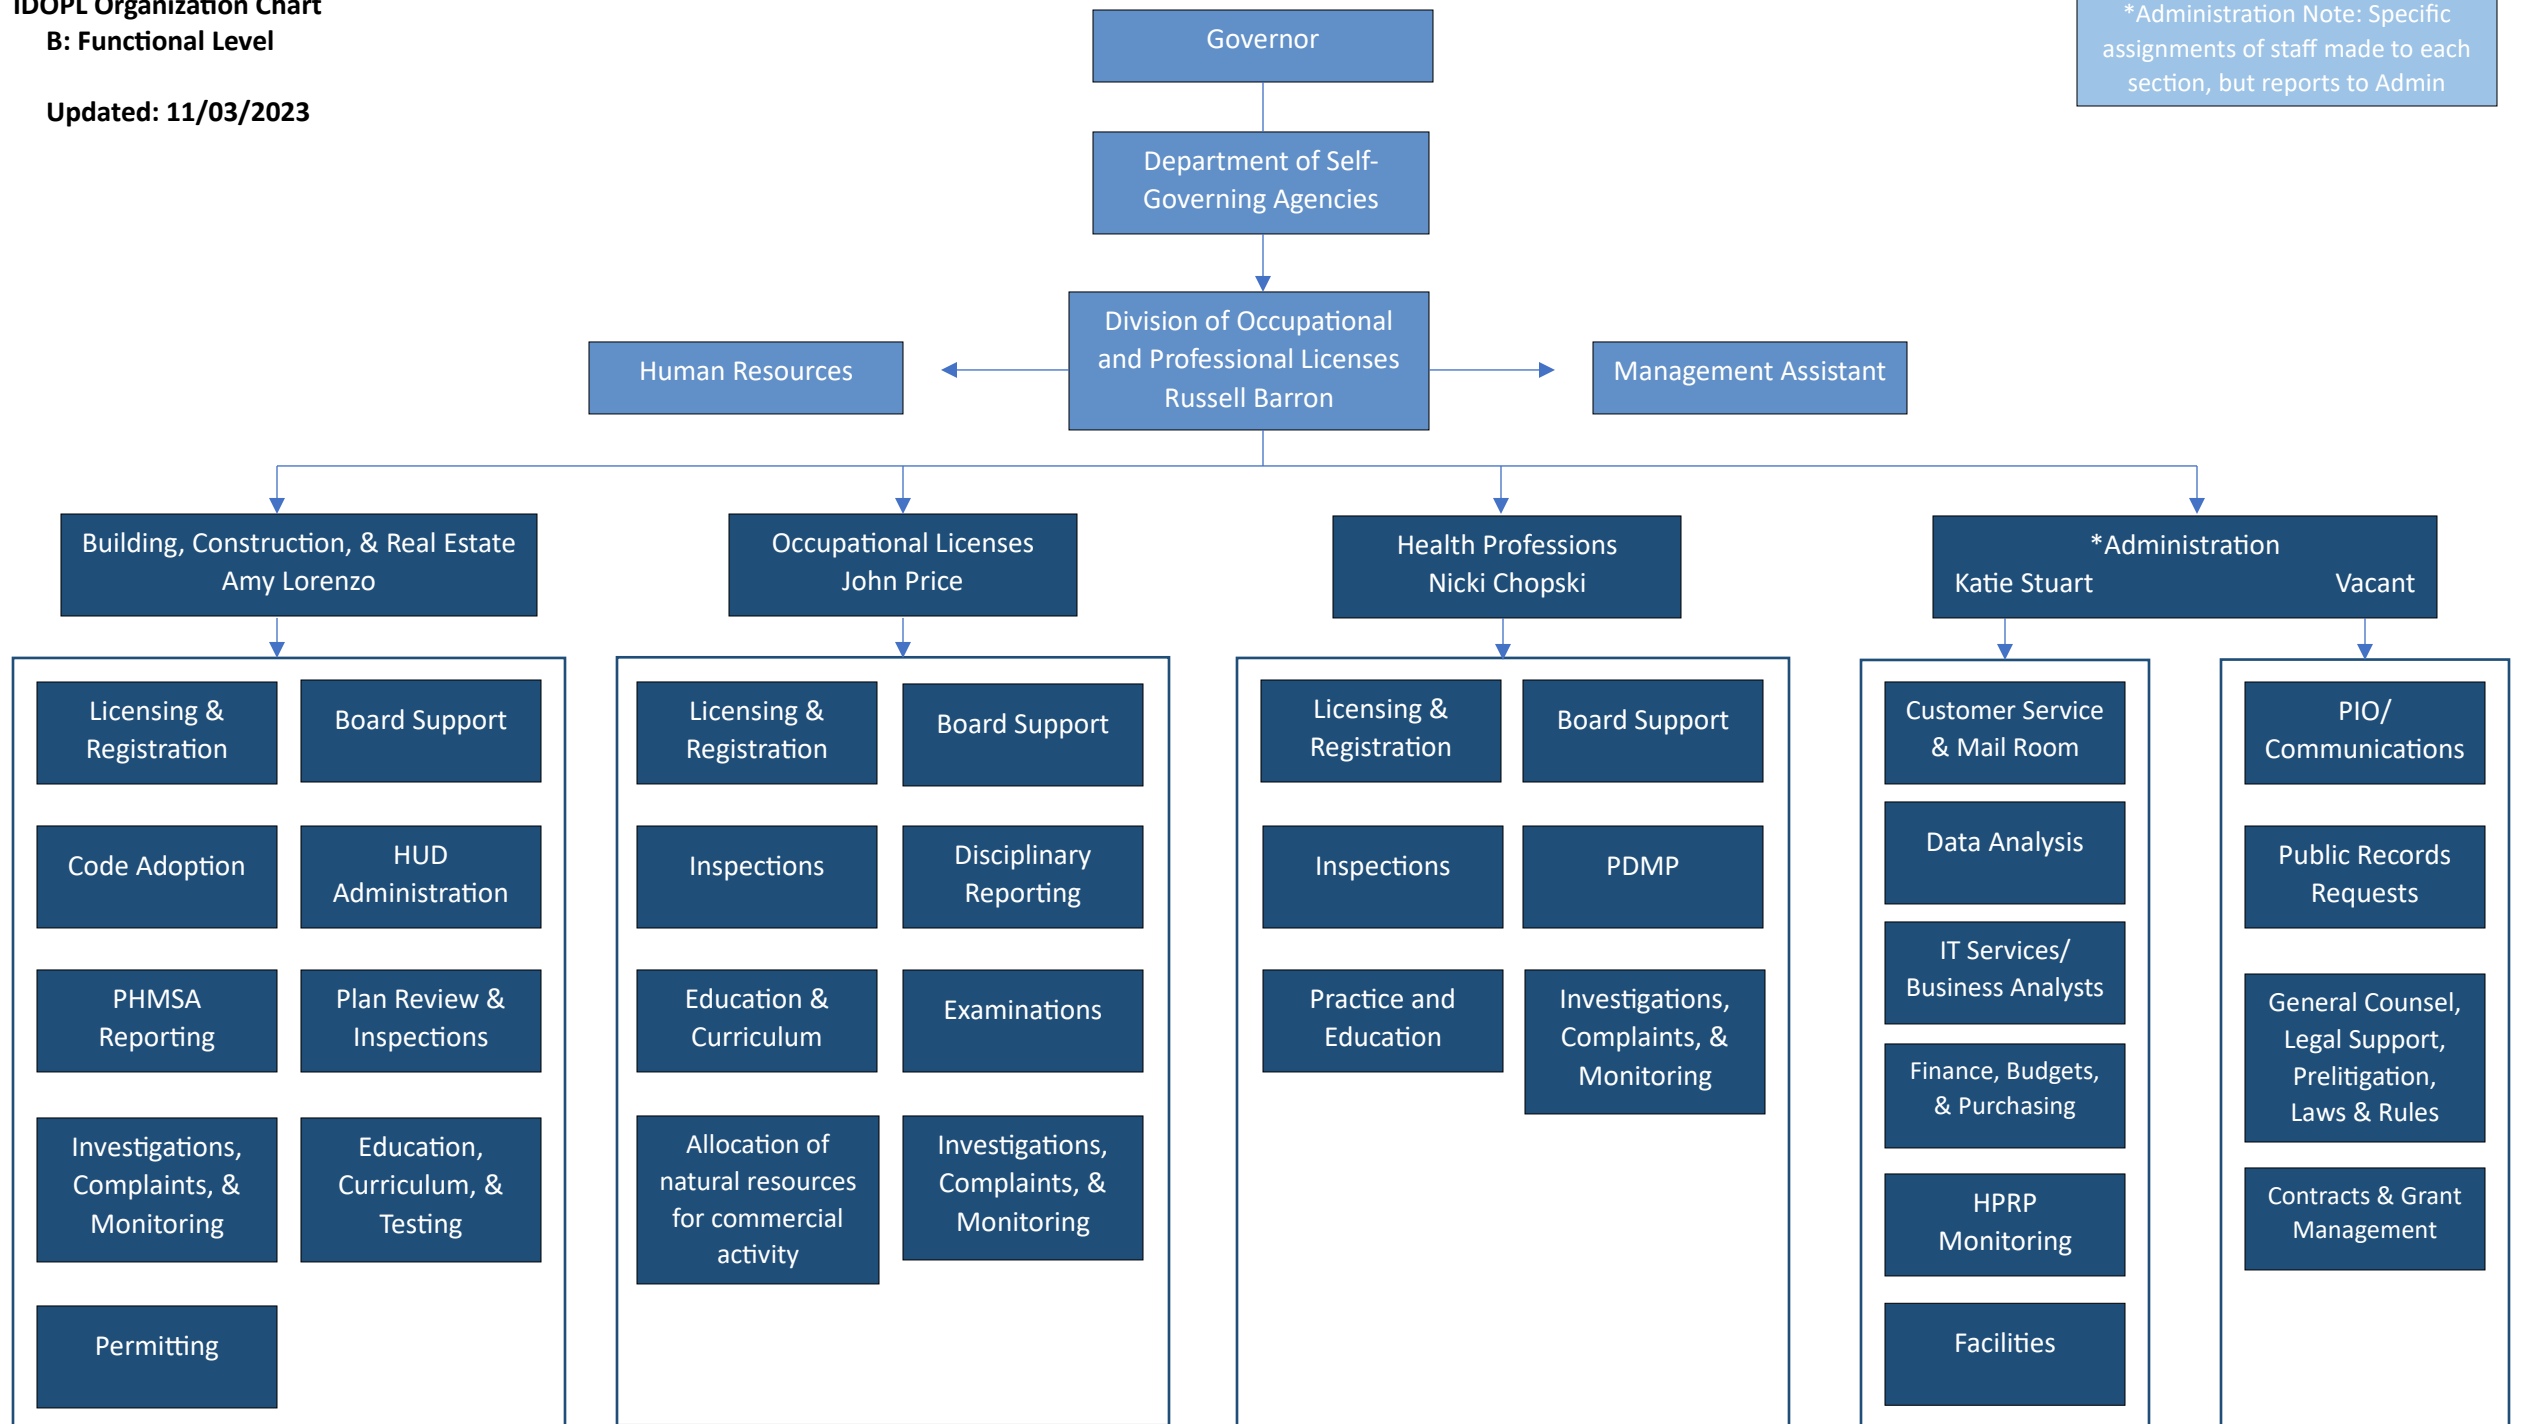 IDOPL Organization Chart
B: Functional Level
Updated: 11/03/2023
*Administration Note: Specific
assignments of staff made to each
section, but reports to Admin
Governor
Department of Self-
Governing Agencies
Division of Occupational
and Professional Licenses
Russell Barron
Human Resources
Management Assistant
Building, Construction, & Real Estate
Amy Lorenzo
Occupational Licenses
John Price
Health Professions
Nicki Chopski
*Administration
Katie Stuart
Vacant
Licensing &
Registration
Board Support
Code Adoption
HUD
Administration
PHMSA
Reporting
Plan Review &
Inspections
Investigations,
Complaints, &
Monitoring
Education,
Curriculum, &
Testing
Permitting
Licensing &
Registration
Board Support
Inspections
Disciplinary
Reporting
Education &
Curriculum
Examinations
Allocation of
natural resources
for commercial
activity
Investigations,
Complaints, &
Monitoring
Licensing &
Registration
Board Support
Inspections
PDMP
Practice and
Education
Investigations,
Complaints, &
Monitoring
Customer Service
& Mail Room
Data Analysis
IT Services/
Business Analysts
Finance, Budgets,
& Purchasing
HPRP
Monitoring
Facilities
PIO/
Communications
Public Records
Requests
General Counsel,
Legal Support,
Prelitigation,
Laws & Rules
Contracts & Grant
Management